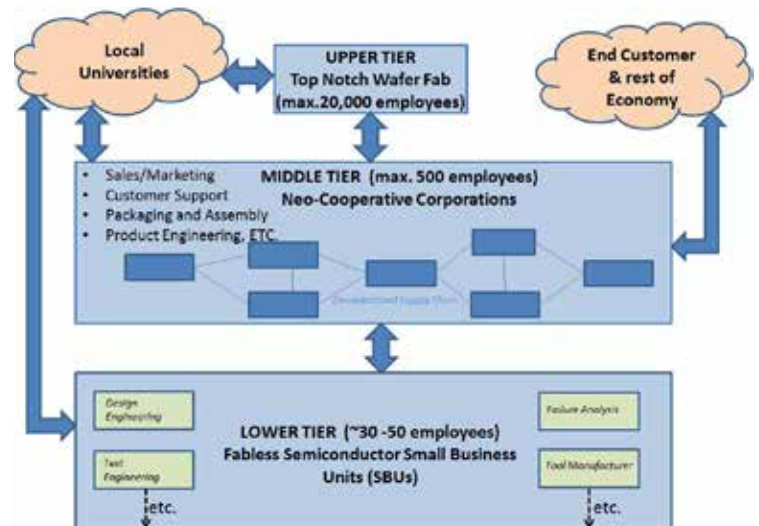 Local
Universities
UPPER TIER
Top Notch Wafer Fab
(max.20,000 employees)
End Customer
& rest of
Economy
• Sales/Marketing
• Customer Support
• Packaging and Assembly
• Product Engineering, ETC.
MIDDLE TIER (max. 500 employees)
Neo-Cooperative Corporations
Supply Chain
Design
Engineering
Test
Engineering
etc.
LOWER TIER (~30 -50 employees)
Fabless Semiconductor Small Business
Units (SBUs)
Failure Analysis
Tool Manufacturer
etc.